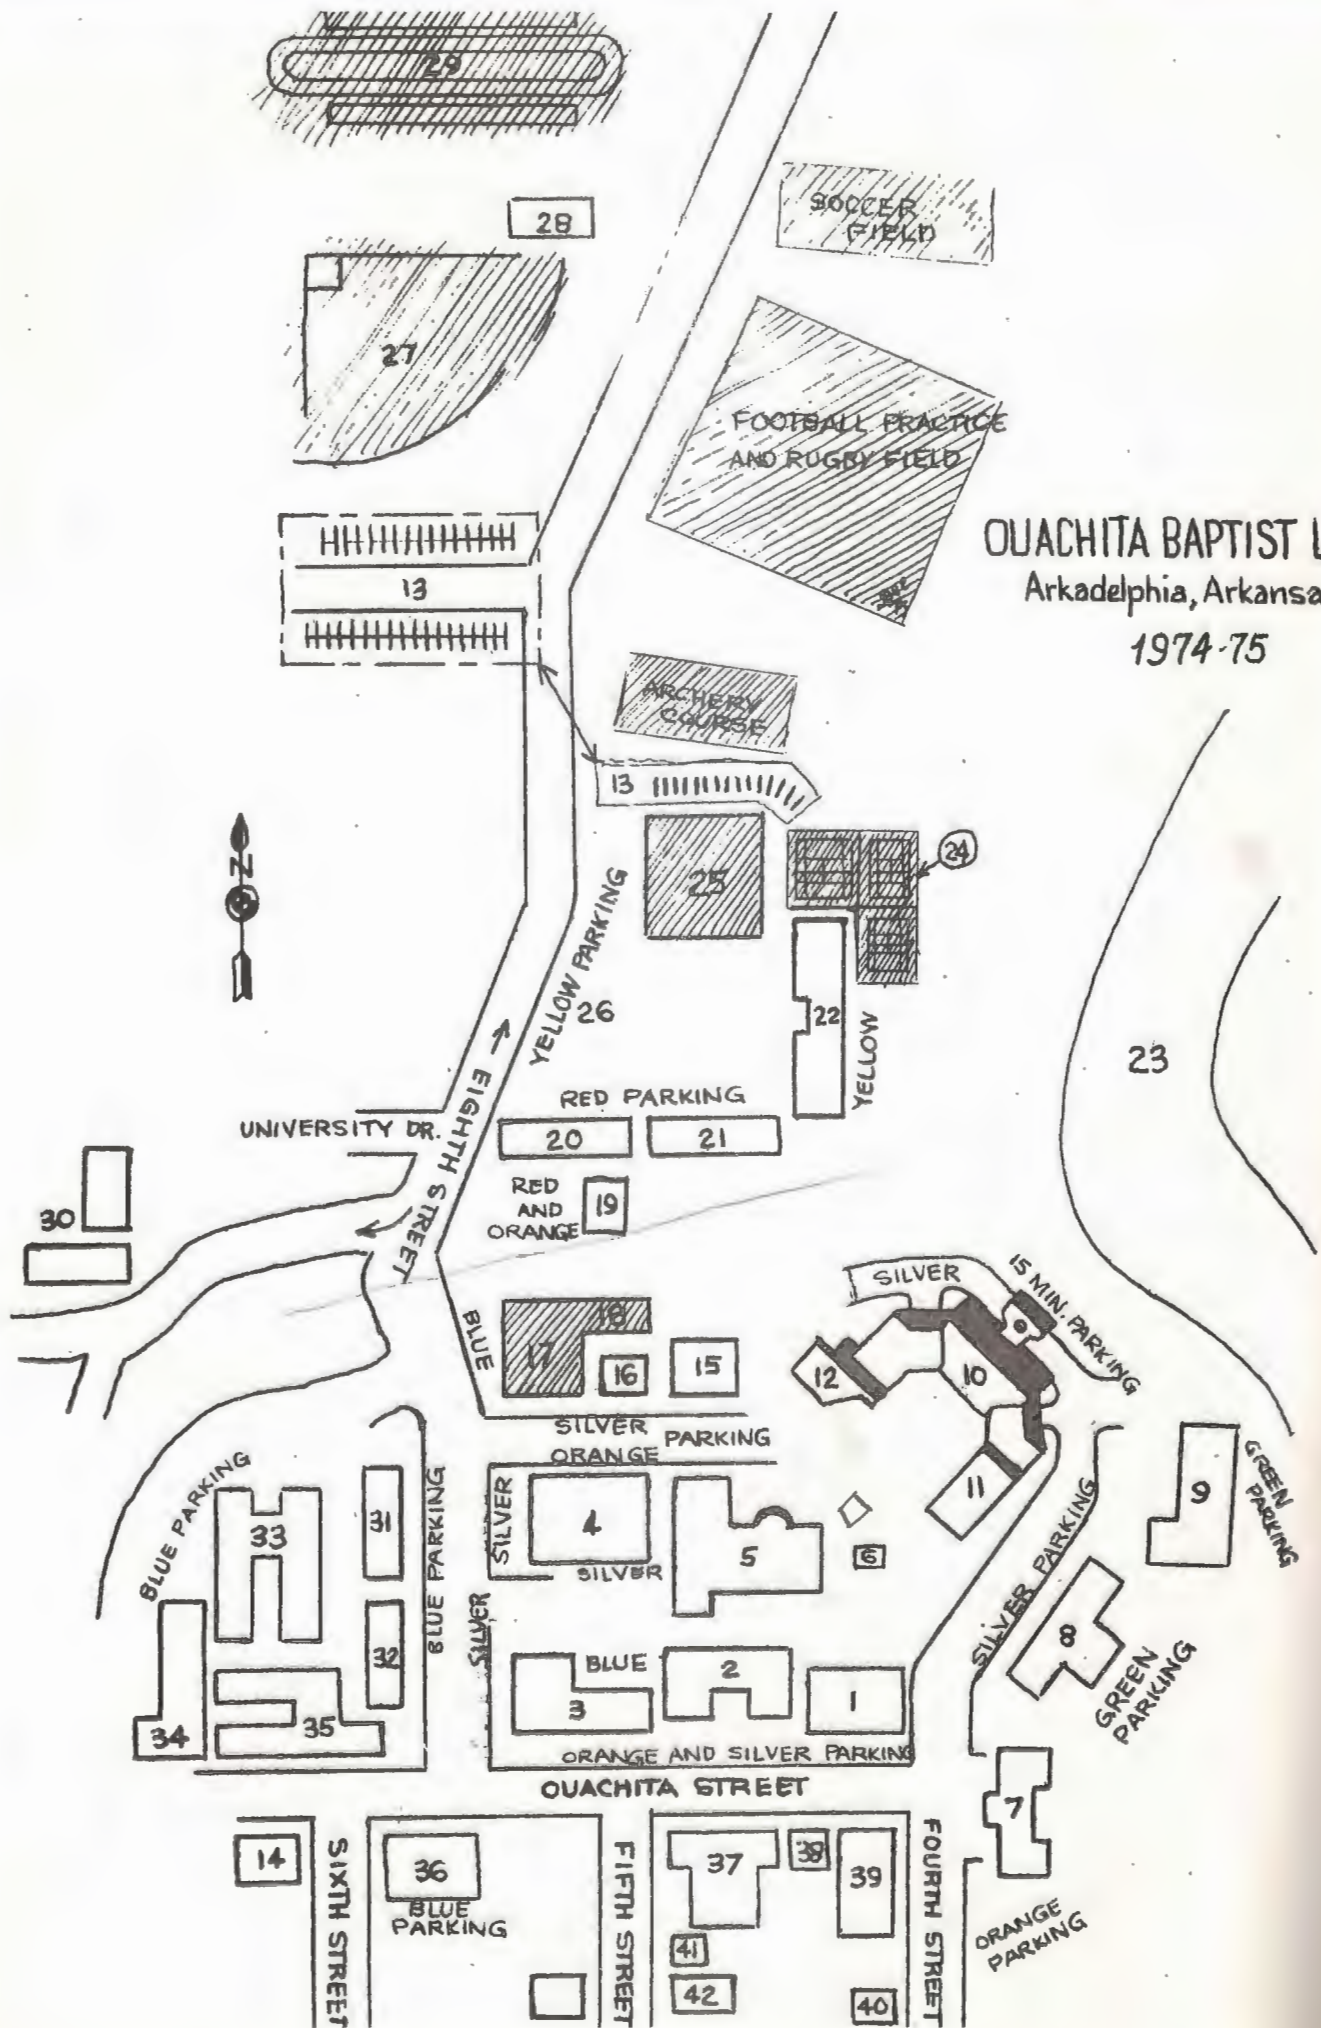 29
28
SOCCER
FIELD
27
FOOTBALL PRACTICE
AND RUGBY FIELD
OUACHITA BAPTIST
Arkadelphia, Arkansa
1974-75
13
ARCHERY
COURSE
13
24
25
N
YELLOW PARKING
26
22
YELLOW
23
RED PARKING
UNIVERSITY DR.
EIGHTH STREET
20
21
RED
AND
ORANGE
19
30
SILVER
15 MIN. PARKING
BLUE
18
17
16
15
12
10
SILVER
ORANGE
PARKING
BLUE PARKING
33
31
BLUE PARKING
SILVER
4
SILVER
5
6
11
SILVER PARKING
9
GREEN
PARKING
8
GREEN
PARKING
SILVER
32
34
35
BLUE
3
2
1
ORANGE AND SILVER PARKING
OUACHITA STREET
7
14
SIXTH STREET
36
BLUE
PARKING
FIFTH STREET
37
38
39
FOURTH STREET
ORANGE
PARKING
41
42
40